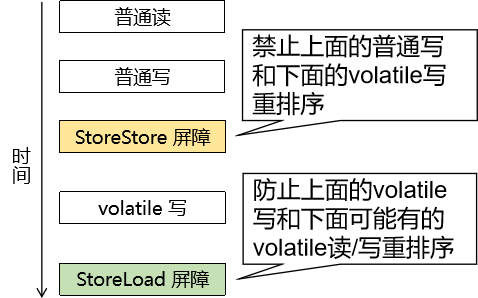 普通读
普通写
禁止上面的普通写
和下面的volatile写
重排序
StoreStore 屏障
时
间
volatile 写
防止上面的volatile
写和下面可能有的
volatile读/写重排序
StoreLoad 屏障